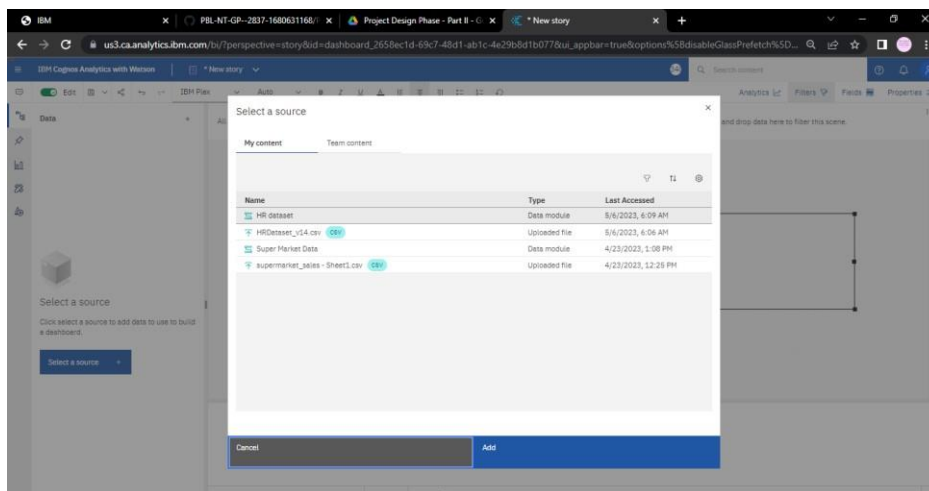 IBM
PBL-NT-GP--2837-1680631168/
Project Design Phase - Part II - G
* New story
us3.ca.analytics.ibm.com/bi/?perspective=story&id=dashboard_2658ec1d-69c7-48d1-ab1c-4e29b8d1b077&ui_appbar=true&options%5BdisableGlassPrefetch%5D...
IBM Cognos Analytics with Watson
* New story
Search content
Edit
IBM Plex
Auto
B I U A
Analytics
Filters
Fields
Properties
Data
Select a source
and drop data here to filter this scene.
My content
Team content
Name Type Last Accessed
HR dataset Data module 5/6/2023, 6:09 AM
HRDataset_v14.csv CSV Uploaded file 5/6/2023, 6:06 AM
Super Market Data Data module 4/23/2023, 1:08 PM
supermarket_sales - Sheet1.csv CSV Uploaded file 4/23/2023, 12:25 PM
Select a source
Click select a source to add data to use to build
a dashboard.
Select a source +
Cancel
Add